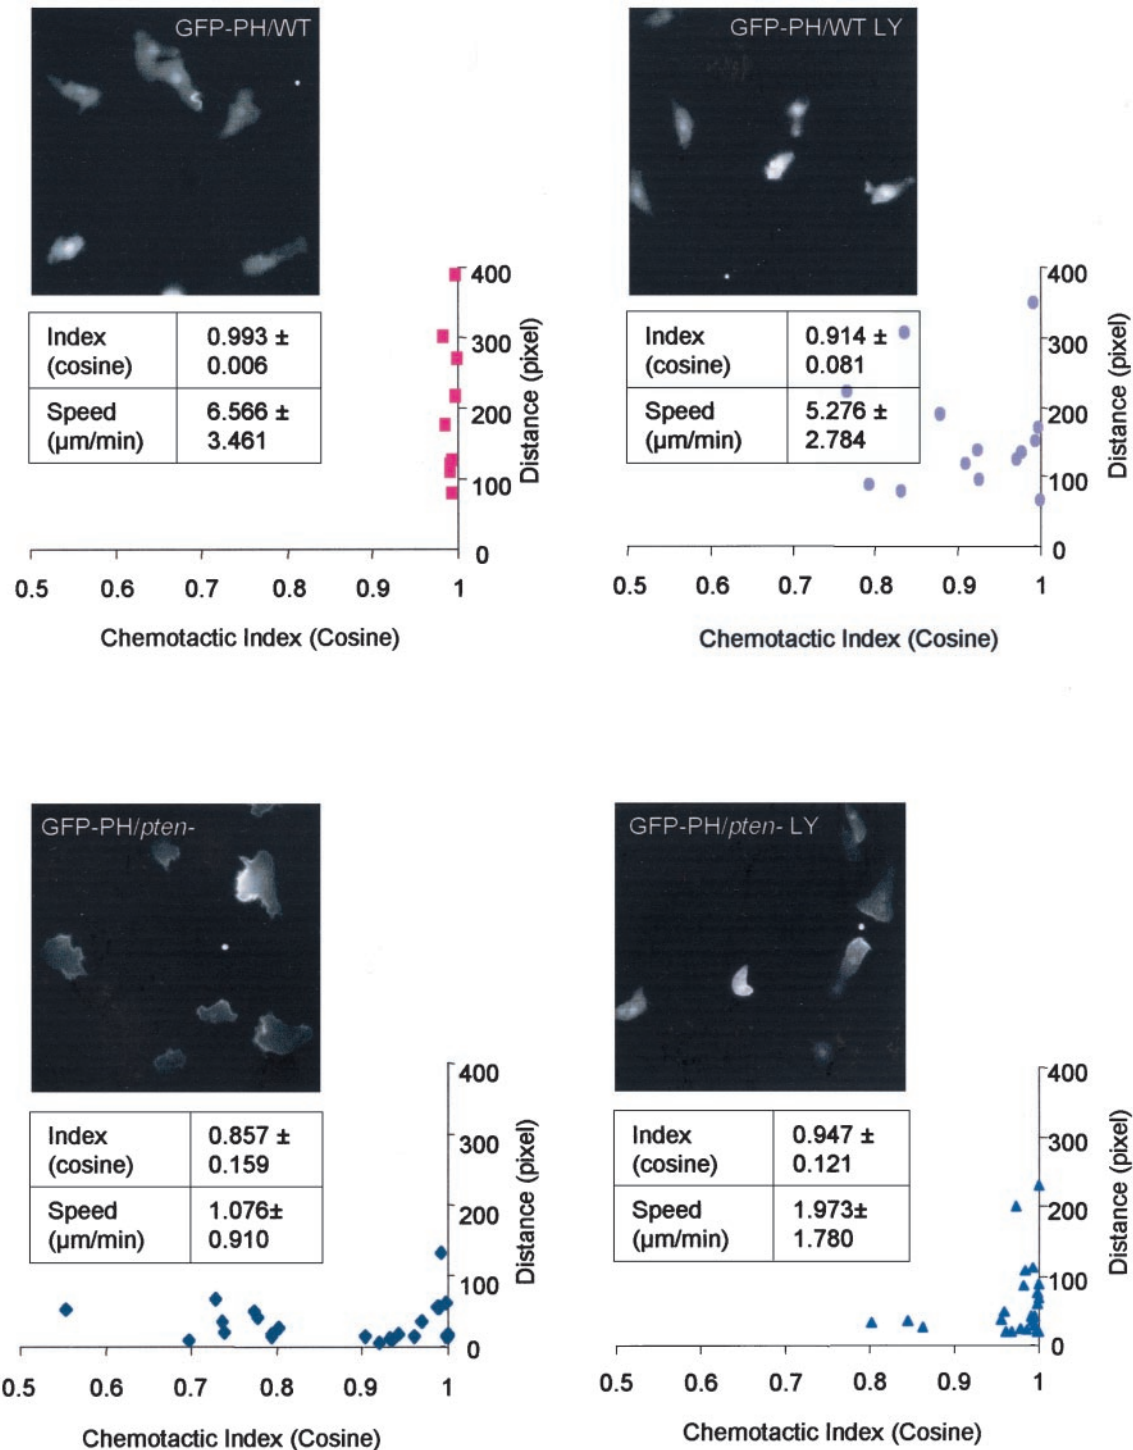 GFP-PH/WT
Index (cosine) 0.993 ± 0.006
Speed (µm/min) 6.566 ± 3.461
400
300
200
100
0
Distance (pixel)
0.5 0.6 0.7 0.8 0.9 1
Chemotactic Index (Cosine)
GFP-PH/WT LY
Index (cosine) 0.914 ± 0.081
Speed (µm/min) 5.276 ± 2.784
400
300
200
100
0
Distance (pixel)
0.5 0.6 0.7 0.8 0.9 1
Chemotactic Index (Cosine)
GFP-PH/pten-
Index (cosine) 0.857 ± 0.159
Speed (µm/min) 1.076± 0.910
400
300
200
100
0
Distance (pixel)
0.5 0.6 0.7 0.8 0.9 1
Chemotactic Index (Cosine)
GFP-PH/pten- LY
Index (cosine) 0.947 ± 0.121
Speed (µm/min) 1.973± 1.780
400
300
200
100
0
Distance (pixel)
0.5 0.6 0.7 0.8 0.9 1
Chemotactic Index (Cosine)